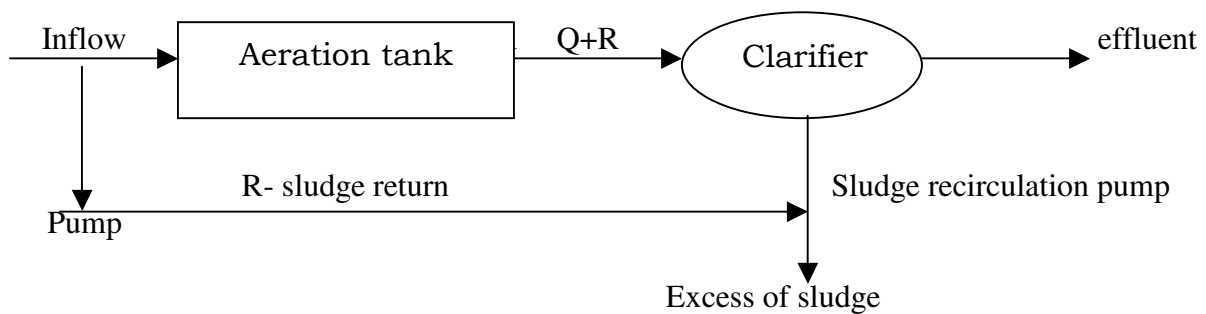 Inflow
Aeration tank
Q+R
Clarifier
effluent
R- sludge return
Sludge recirculation pump
Pump
Excess of sludge